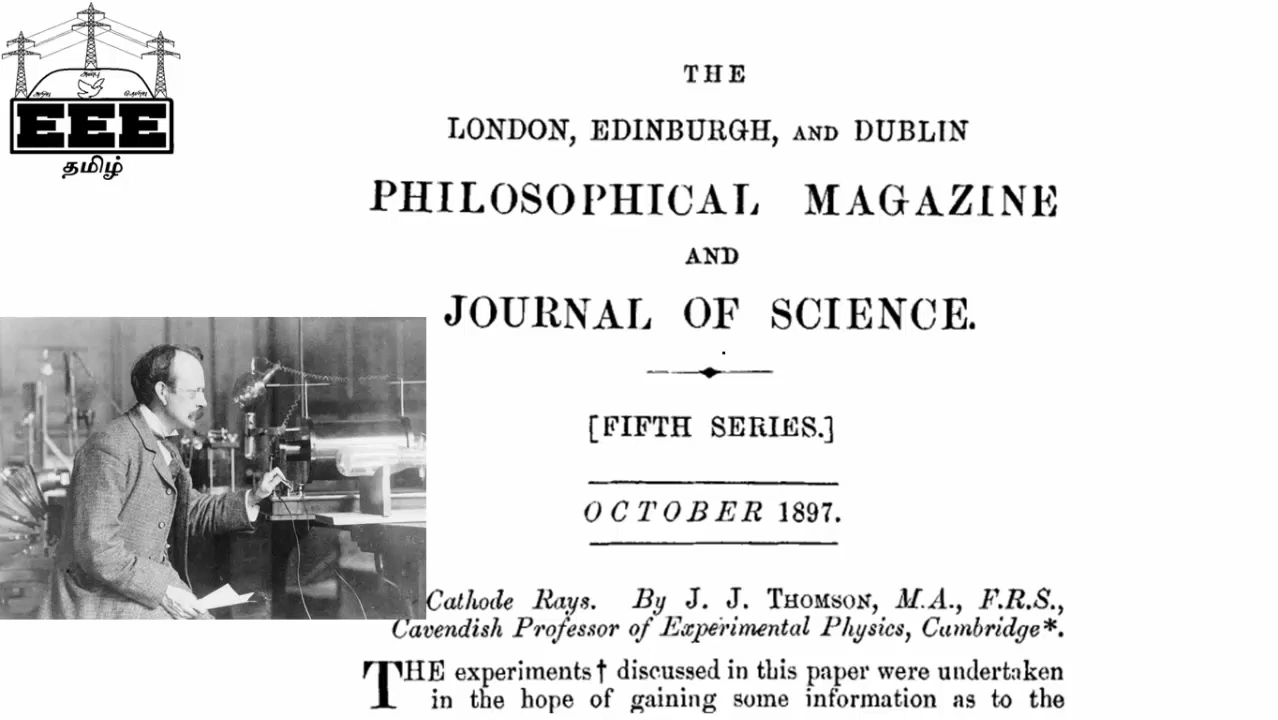 அன்பு
அறிவு
EEE
தமிழ்
THE
LONDON, EDINBURGH, AND DUBLIN
PHILOSOPHICAL MAGAZINE
AND
JOURNAL OF SCIENCE.
[FIFTH SERIES.]
OCTOBER 1897.
Cathode Rays. By J. J. THOMSON, M.A., F.R.S.,
Cavendish Professor of Experimental Physics, Cambridge*.
THE experiments† discussed in this paper were undertaken
in the hope of gaining some information as to the